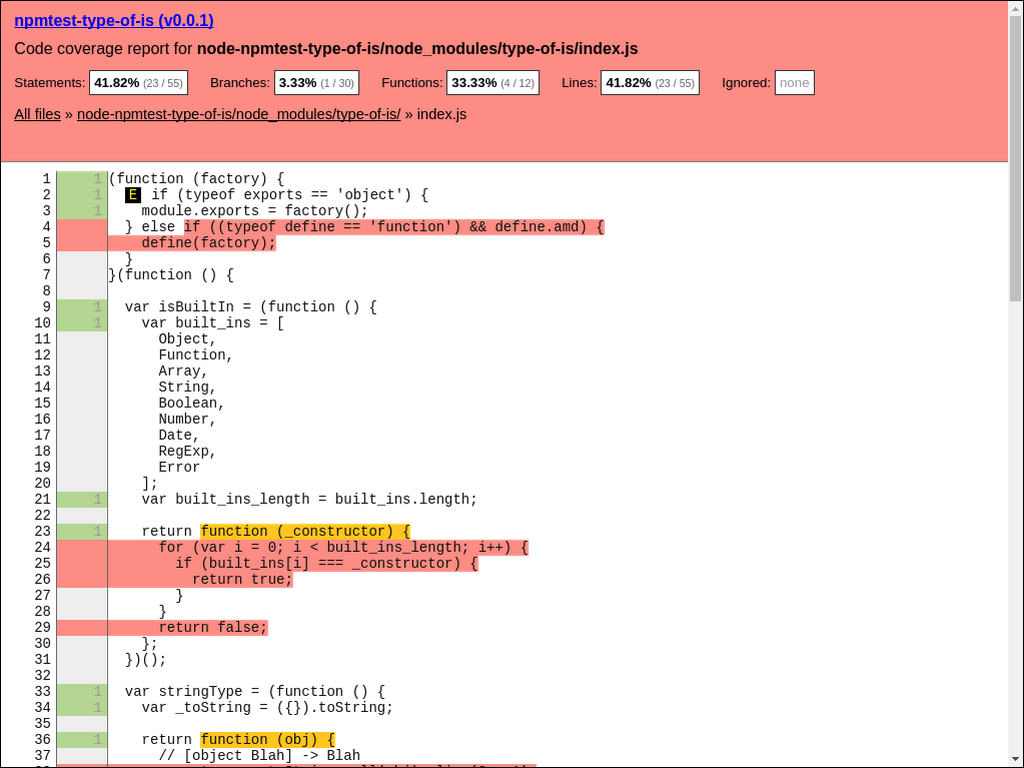 npmtest-type-of-is (v0.0.1)
Code coverage report for node-npmtest-type-of-is/node_modules/type-of-is/index.js
Statements: 41.82% (23 / 55) Branches: 3.33% (1 / 30) Functions: 33.33% (4 / 12) Lines: 41.82% (23 / 55) Ignored: none
All files » node-npmtest-type-of-is/node_modules/type-of-is/ » index.js
1 1 (function (factory) {
2 1 E if (typeof exports == 'object') {
3 1 module.exports = factory();
4 } else if ((typeof define == 'function') && define.amd) {
5 define(factory);
6 }
7 }(function () {
8
9 1 var isBuiltIn = (function () {
10 1 var built_ins = [
11 Object,
12 Function,
13 Array,
14 String,
15 Boolean,
16 Number,
17 Date,
18 RegExp,
19 Error
20 ];
21 1 var built_ins_length = built_ins.length;
22
23 1 return function (_constructor) {
24 for (var i = 0; i < built_ins_length; i++) {
25 if (built_ins[i] === _constructor) {
26 return true;
27 }
28 }
29 return false;
30 };
31 })();
32
33 1 var stringType = (function () {
34 1 var _toString = ({}).toString;
35
36 1 return function (obj) {
37 // [object Blah] -> Blah